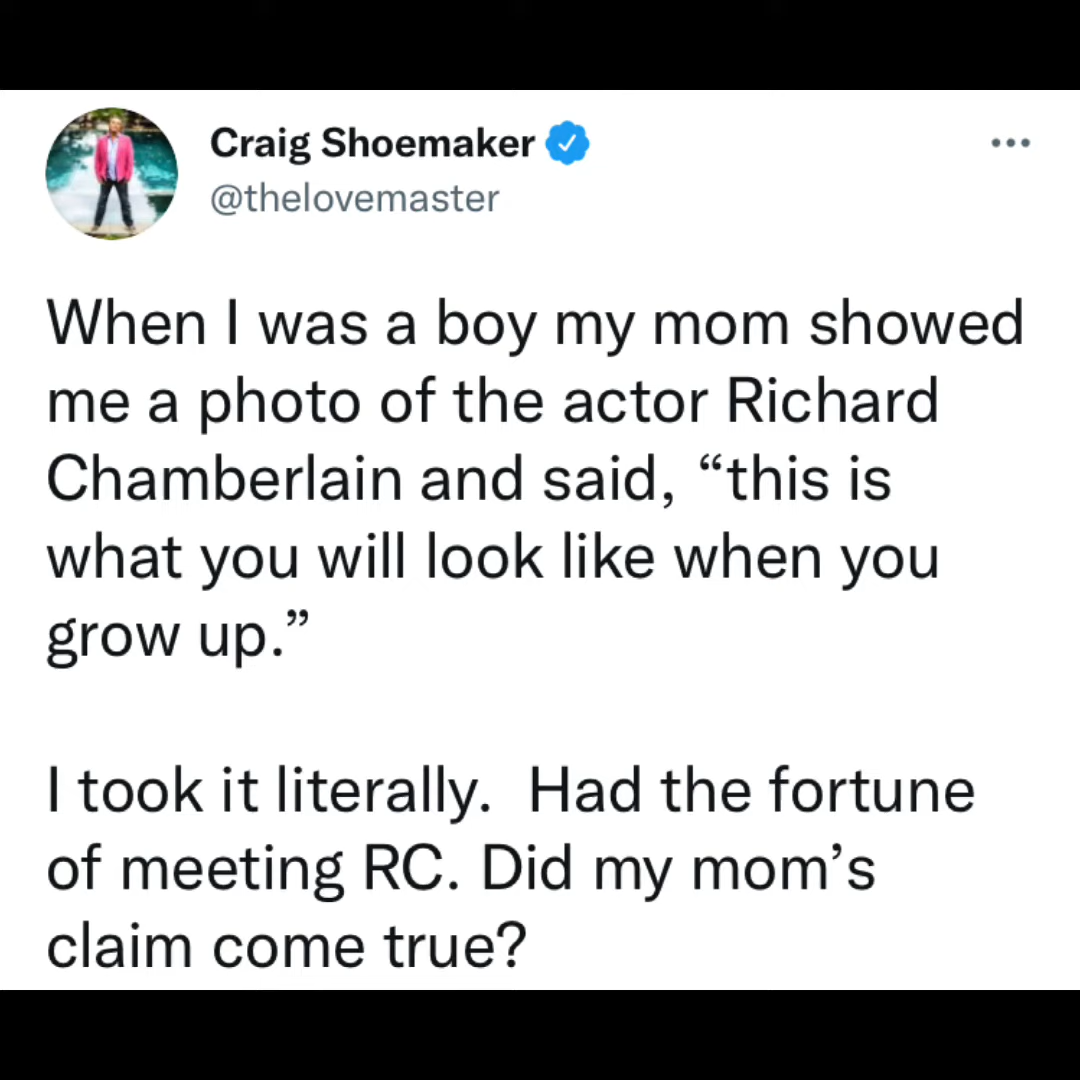 Craig Shoemaker
@thelovemaster
When I was a boy my mom showed
me a photo of the actor Richard
Chamberlain and said, “this is
what you will look like when you
grow up.”
I took it literally.  Had the fortune
of meeting RC. Did my mom’s
claim come true?